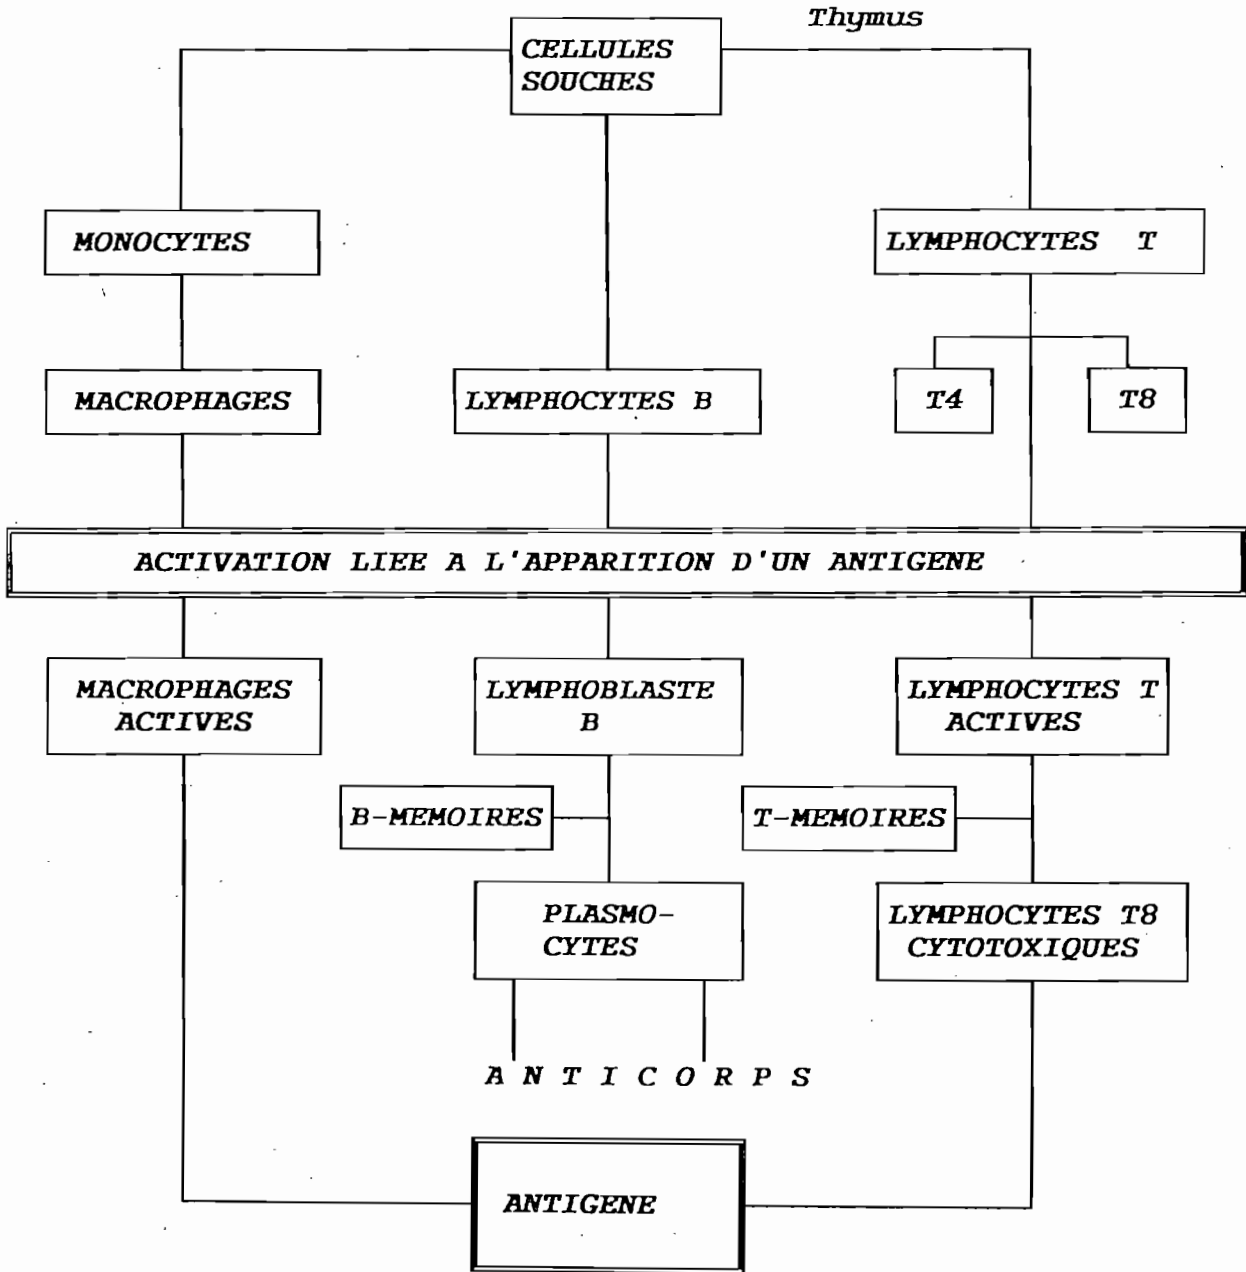 Thymus
CELLULES
SOUCHES
MONOCYTES
LYMPHOCYTES T
MACROPHAGES
LYMPHOCYTES B
T4
T8
ACTIVATION LIEE A L'APPARITION D'UN ANTIGENE
MACROPHAGES
ACTIVES
LYMPHOBLASTE
B
LYMPHOCYTES T
ACTIVES
B-MEMOIRES
T-MEMOIRES
PLASMO-
CYTES
LYMPHOCYTES T8
CYTOTOXIQUES
A N T I C O R P S
ANTIGENE